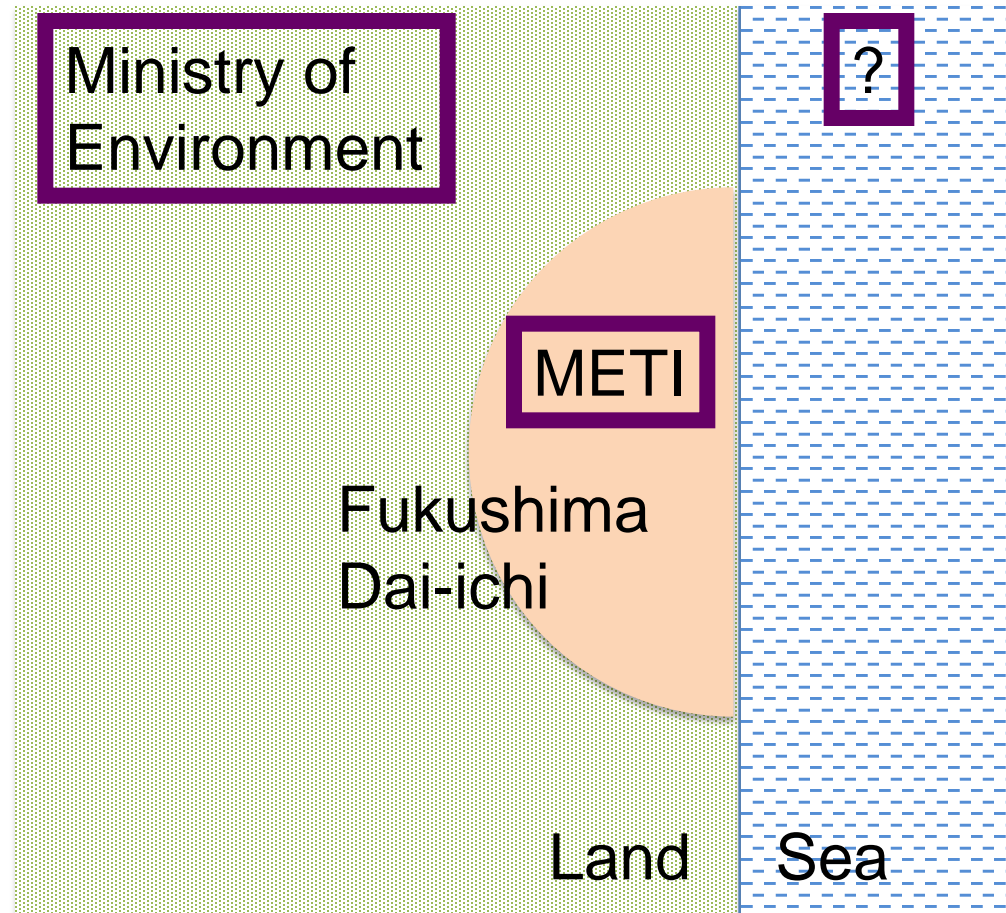 Ministry of
Environment
?
METI
Fukushima
Dai-ichi
Land
Sea